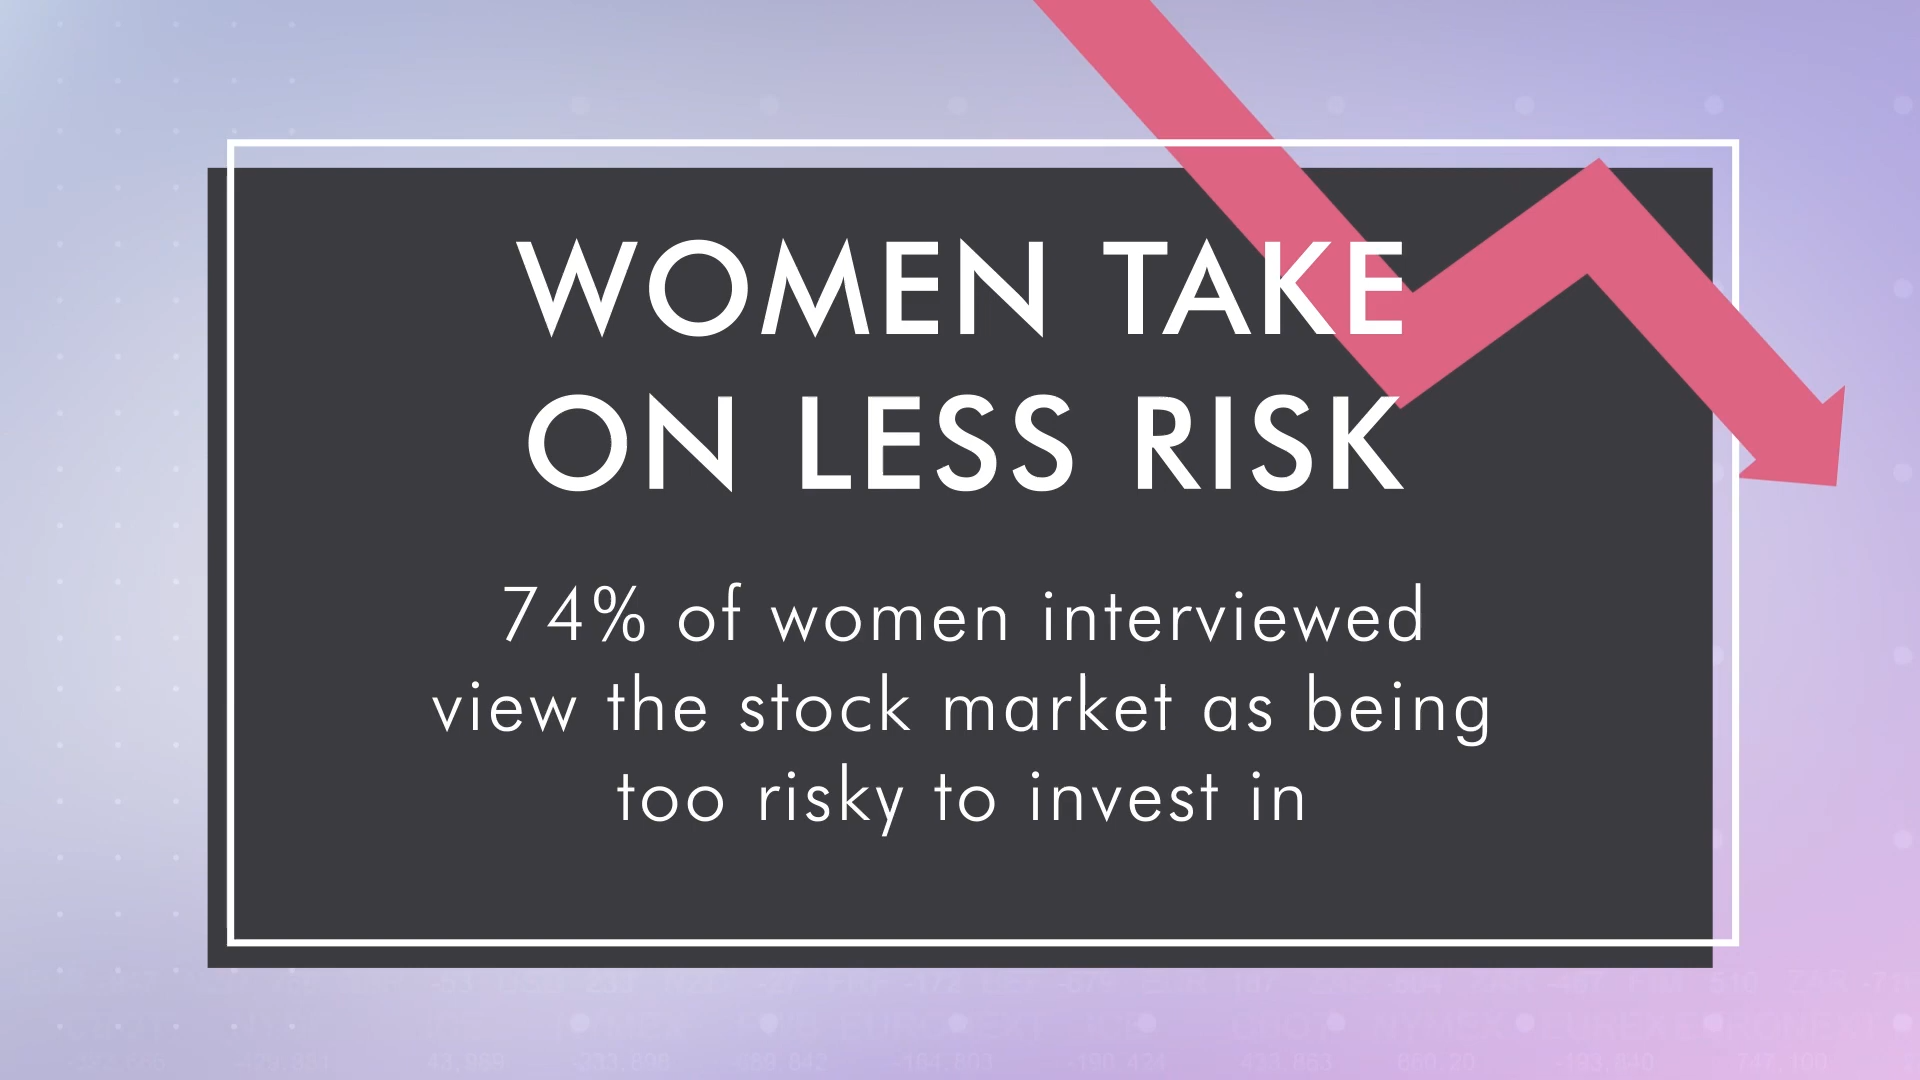 WOMEN TAKE
ON LESS RISK
74% of women interviewed
view the stock market as being
too risky to invest in